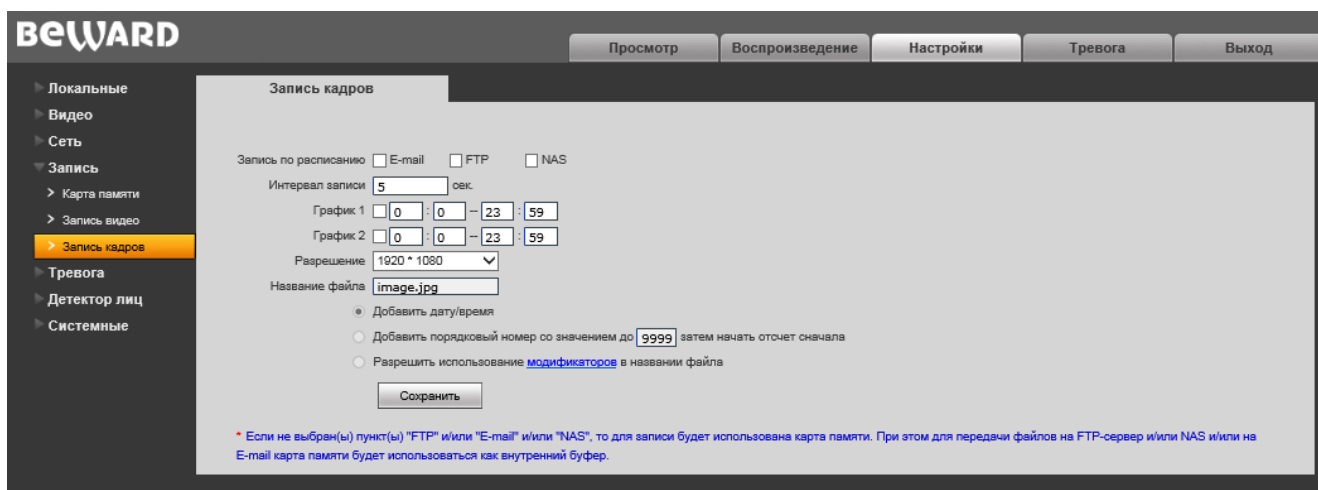 BEWARD
Просмотр Воспроизведение Настройки Тревога Выход
Локальные
Видео
Сеть
Запись
Карта памяти
Запись видео
Запись кадров
Тревога
Детектор лиц
Системные
Запись кадров
Запись по расписанию E-mail FTP NAS
Интервал записи 5 сек.
График 1 0 : 0 -- 23 : 59
График 2 0 : 0 -- 23 : 59
Разрешение 1920 * 1080
Название файла image.jpg
Добавить дату/время
Добавить порядковый номер со значением до 9999 затем начать отсчет сначала
Разрешить использование модификаторов в названии файла
Сохранить
* Если не выбран(ы) пункт(ы) "FTP" и/или "E-mail" и/или "NAS", то для записи будет использована карта памяти. При этом для передачи файлов на FTP-сервер и/или NAS и/или на
E-mail карта памяти будет использоваться как внутренний буфер.